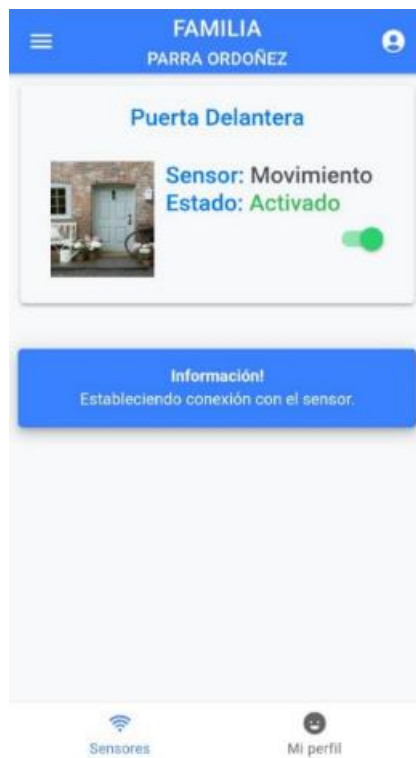 FAMILIA
PARRA ORDOÑEZ
Puerta Delantera
Sensor: Movimiento
Estado: Activado
Información!
Estableciendo conexión con el sensor.
Sensores
Mi perfil